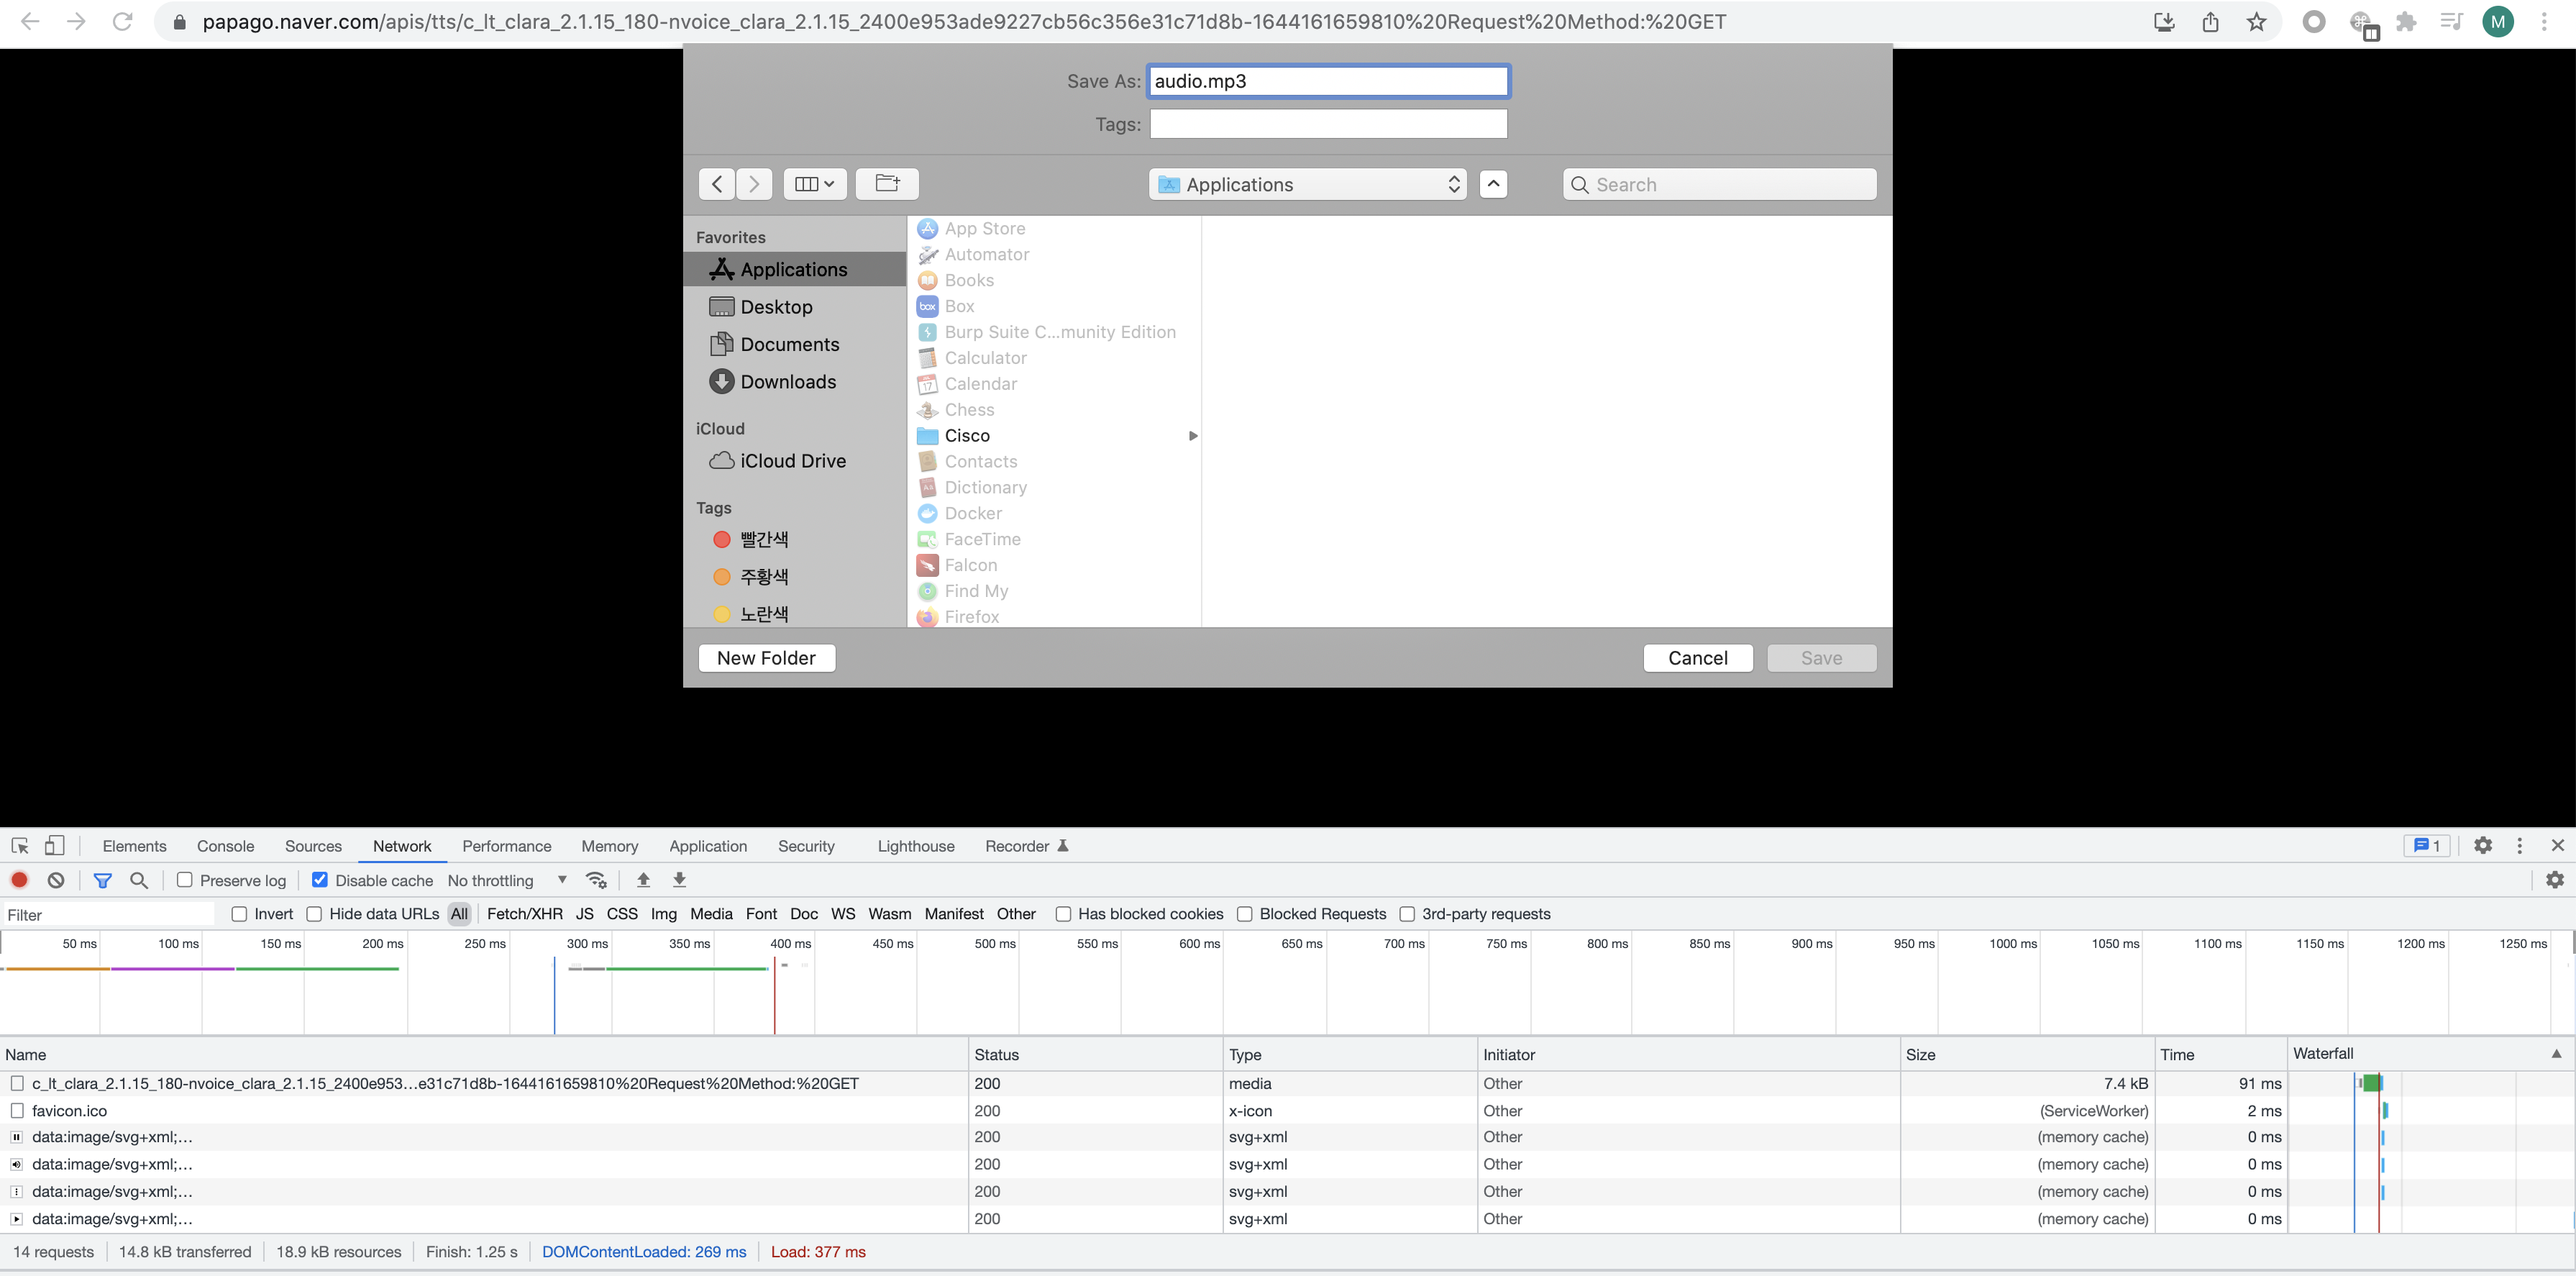 papago.naver.com/apis/tts/c_lt_clara_2.1.15_180-nvoice_clara_2.1.15_2400e953ade9227cb56c356e31c71d8b-1644161659810%20Request%20Method:%20GET
M
Save As: audio.mp3
Tags:
Applications
Search
Favorites
Applications
Desktop
Documents
Downloads
iCloud
iCloud Drive
Tags
빨간색
주황색
노란색
App Store
Automator
Books
box Box
Burp Suite C...munity Edition
Calculator
17 Calendar
Chess
Cisco
Contacts
Dictionary
Docker
FaceTime
Falcon
Find My
Firefox
New Folder
Cancel
Save
Elements Console Sources Network Performance Memory Application Security Lighthouse Recorder 1
Preserve log Disable cache No throttling
Filter Invert Hide data URLs All Fetch/XHR JS CSS Img Media Font Doc WS Wasm Manifest Other Has blocked cookies Blocked Requests 3rd-party requests
50 ms 100 ms 150 ms 200 ms 250 ms 300 ms 350 ms 400 ms 450 ms 500 ms 550 ms 600 ms 650 ms 700 ms 750 ms 800 ms 850 ms 900 ms 950 ms 1000 ms 1050 ms 1100 ms 1150 ms 1200 ms 1250 ms
Name Status Type Initiator Size Time Waterfall
c_lt_clara_2.1.15_180-nvoice_clara_2.1.15_2400e953...e31c71d8b-1644161659810%20Request%20Method:%20GET 200 media Other 7.4 kB 91 ms
favicon.ico 200 x-icon Other (ServiceWorker) 2 ms
data:image/svg+xml;... 200 svg+xml Other (memory cache) 0 ms
data:image/svg+xml;... 200 svg+xml Other (memory cache) 0 ms
data:image/svg+xml;... 200 svg+xml Other (memory cache) 0 ms
data:image/svg+xml;... 200 svg+xml Other (memory cache) 0 ms
14 requests 14.8 kB transferred 18.9 kB resources Finish: 1.25 s DOMContentLoaded: 269 ms Load: 377 ms